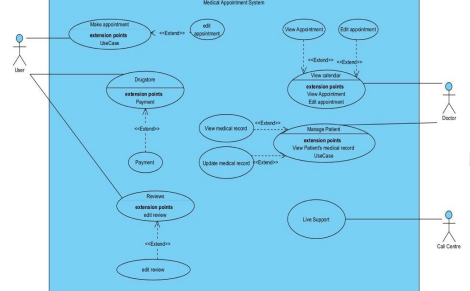 Medical Appointment System
Make appointment
extension points
UseCase
<<Extend>>
edit
appointment
View Appointment
Edit appointment
User
<<Extend>>
<<Extend>>
View calendar
extension points
View Appointment
Edit appointment
Drugstore
extension points
Payment
Doctor
<<Extend>>
View medical record
<<Extend>>
Manage Patient
extension points
View Patient's medical record
UseCase
Payment
Update medical record
<<Extend>>
Reviews
extension points
edit review
Live Support
<<Extend>>
Call Centre
edit review